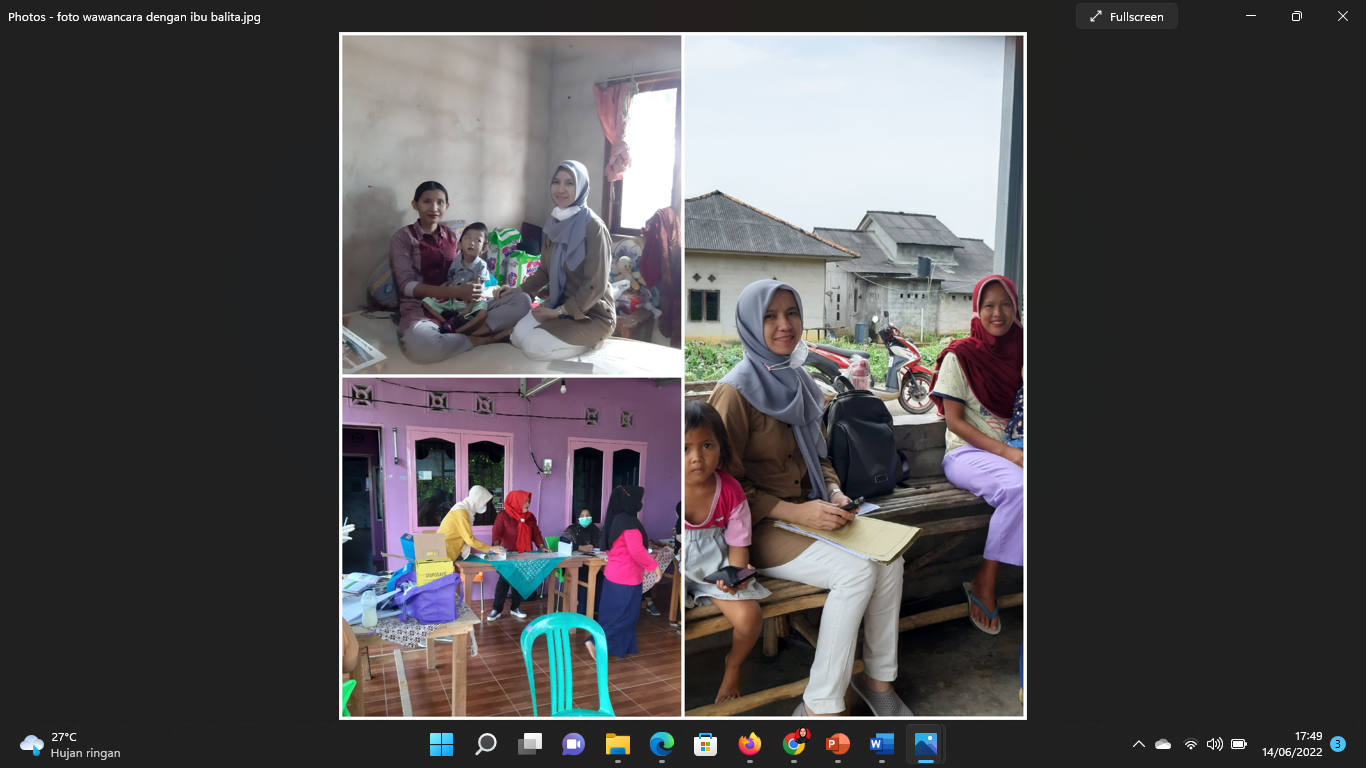 Photos - foto wawancara dengan ibu balita.jpg
Fullscreen
27°C
Hujan ringan
17:49
14/06/2022
3